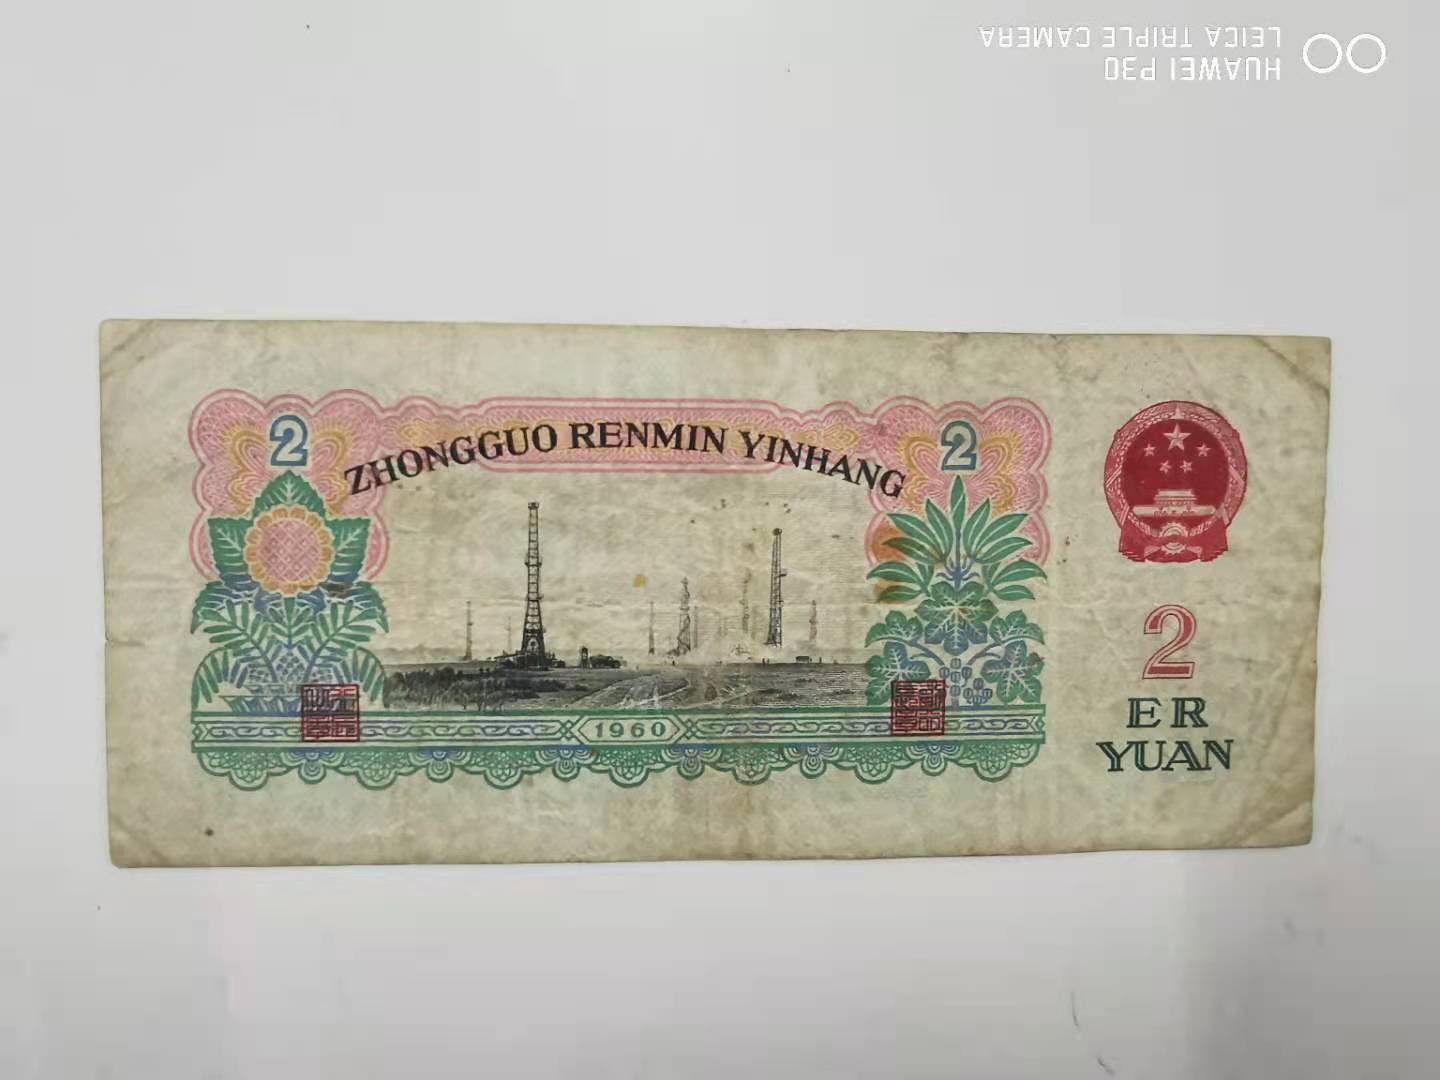 HUAWEI P30
LEICA TRIPLE CAMERA
2
2
ZHONGGUO RENMIN YINHANG
1960
2
ER
YUAN